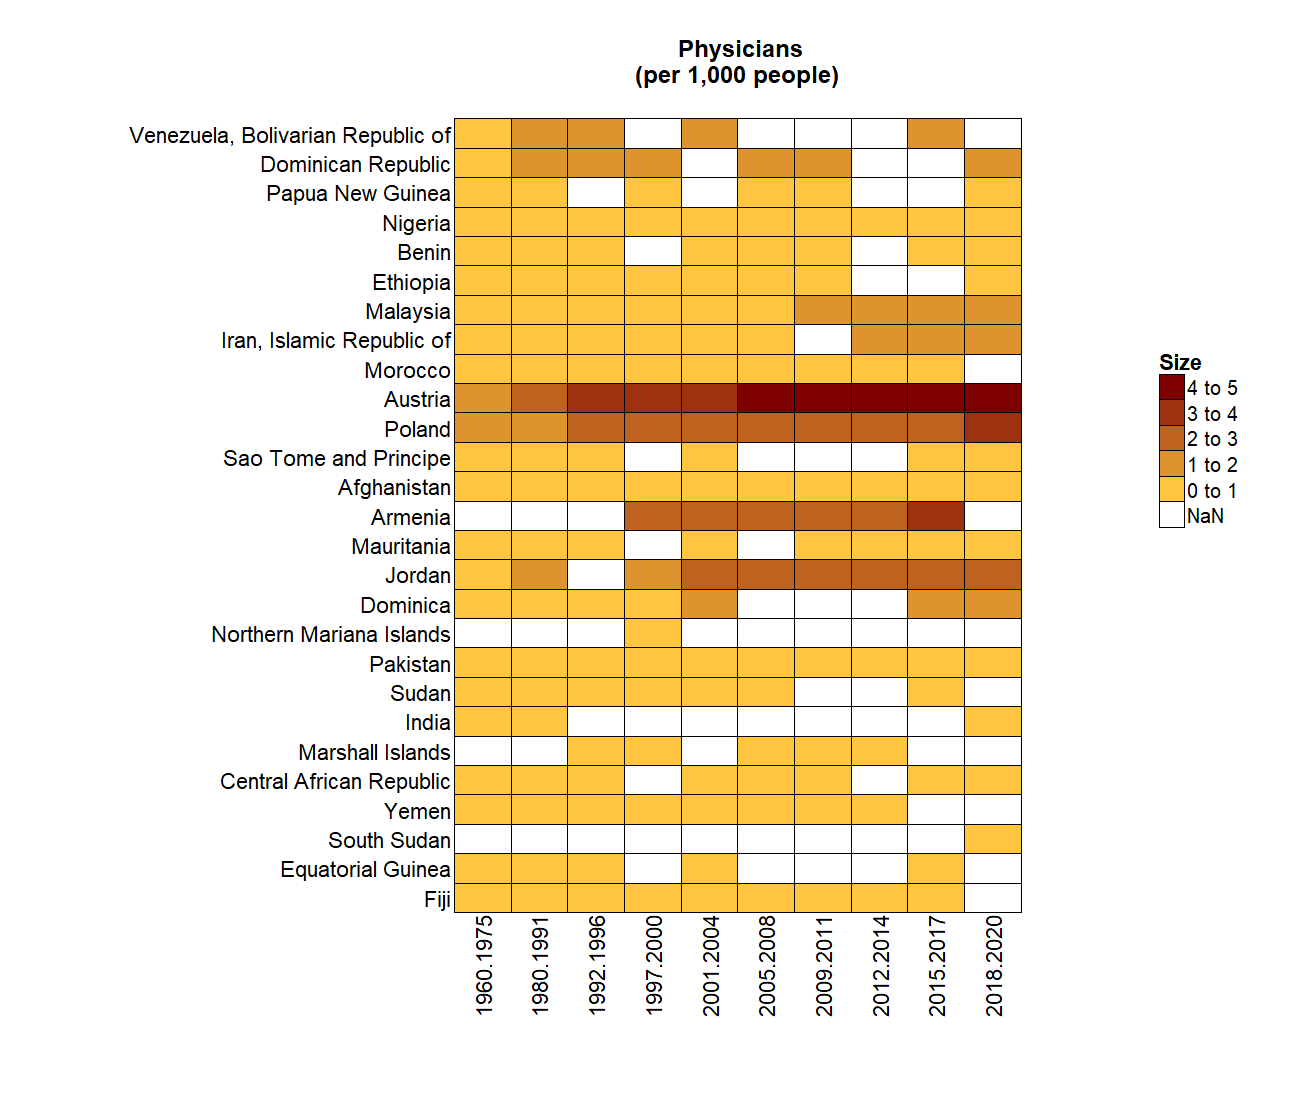 Physicians
(per 1,000 people)
Venezuela, Bolivarian Republic of
Dominican Republic
Papua New Guinea
Nigeria
Benin
Ethiopia
Malaysia
Iran, Islamic Republic of
Morocco
Austria
Poland
Sao Tome and Principe
Afghanistan
Armenia
Mauritania
Jordan
Dominica
Northern Mariana Islands
Pakistan
Sudan
India
Marshall Islands
Central African Republic
Yemen
South Sudan
Equatorial Guinea
Fiji
1960.1975
1980.1991
1992.1996
1997.2000
2001.2004
2005.2008
2009.2011
2012.2014
2015.2017
2018.2020
Size
4 to 5
3 to 4
2 to 3
1 to 2
0 to 1
NaN